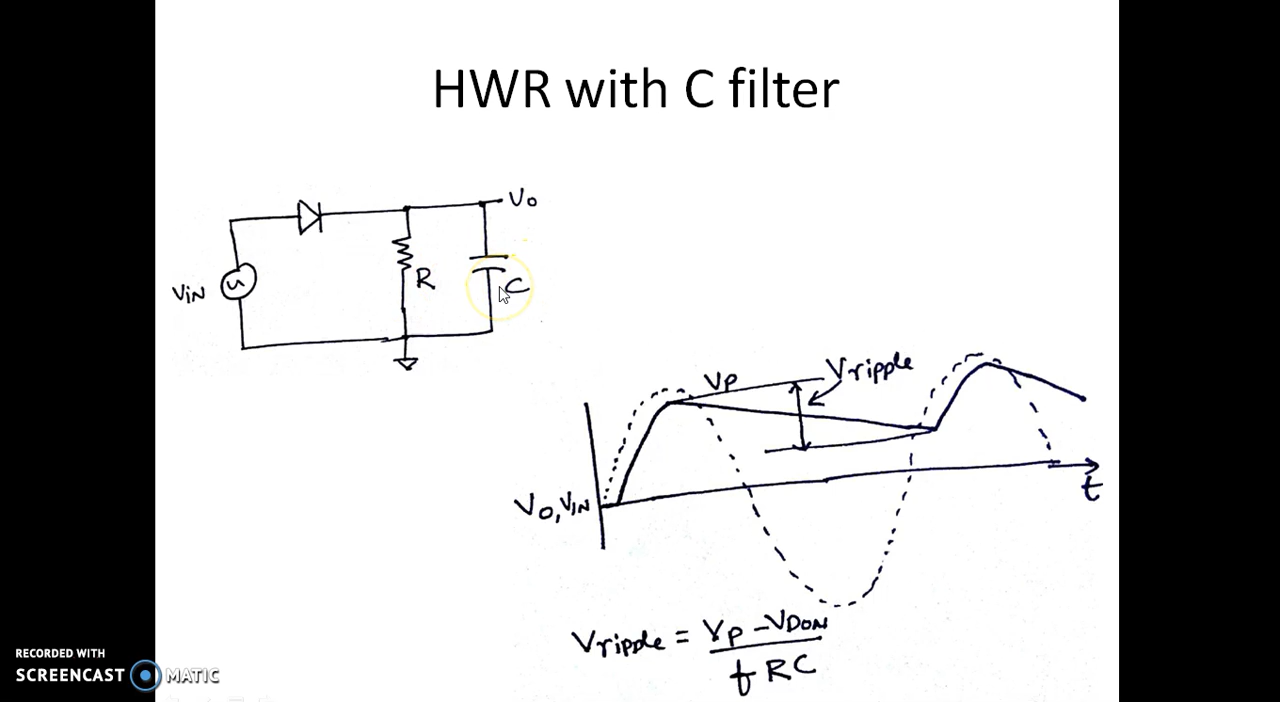 HWR with C filter
Vo
VIN
R
C
Vp
Vripple
Vo, VIN
t
Vripple = Vp - VDON
fRC
RECORDED WITH
SCREENCAST MATIC